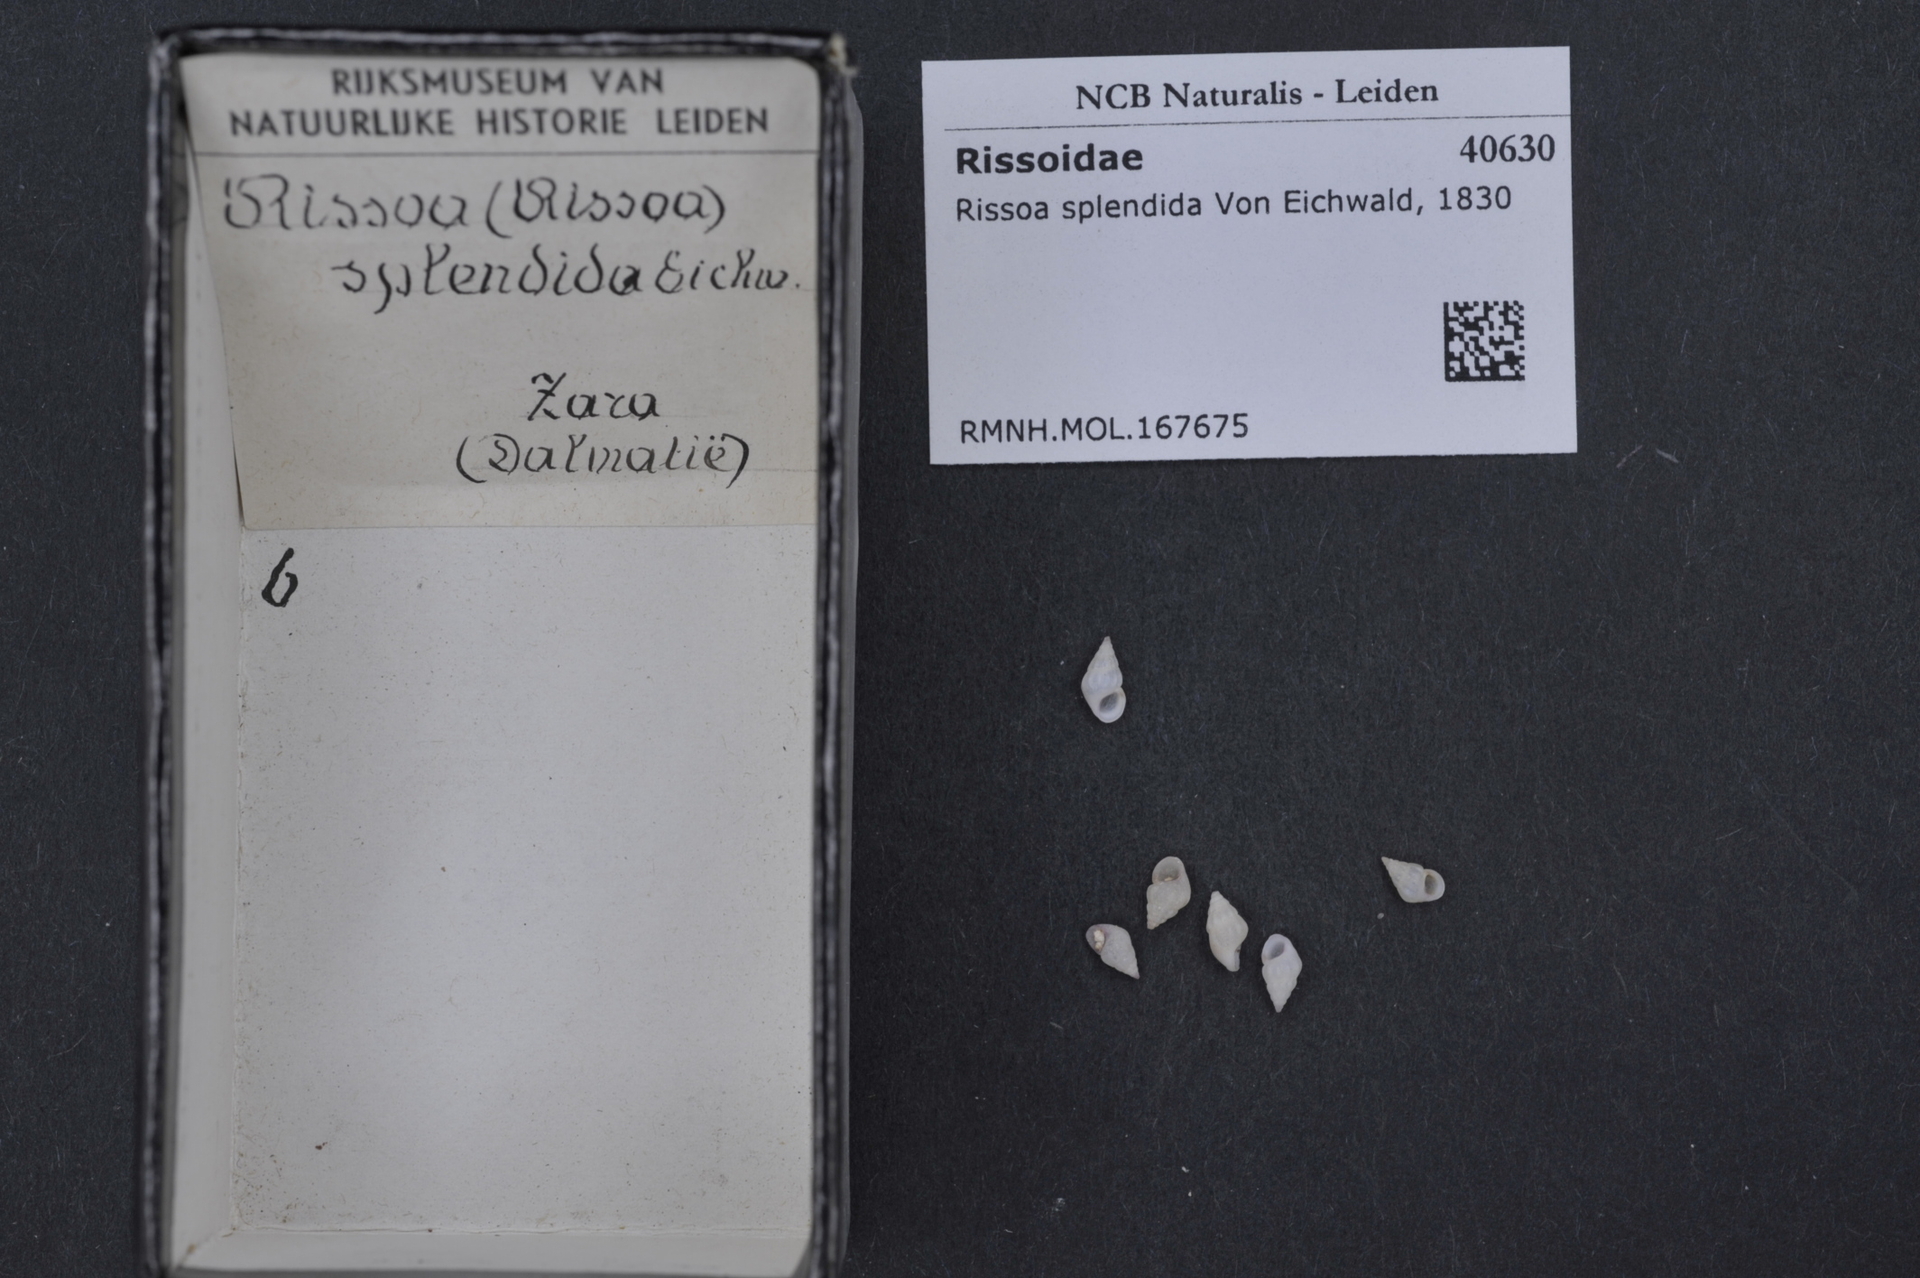 RIJKSMUSEUM VAN
NATUURLIJKE HISTORIE LEIDEN
Rissoa (Rissoa)
splendida Eichw.
Zara
(Dalmatië)
6
NCB Naturalis - Leiden
Rissoidae 40630
Rissoa splendida Von Eichwald, 1830
RMNH.MOL.167675